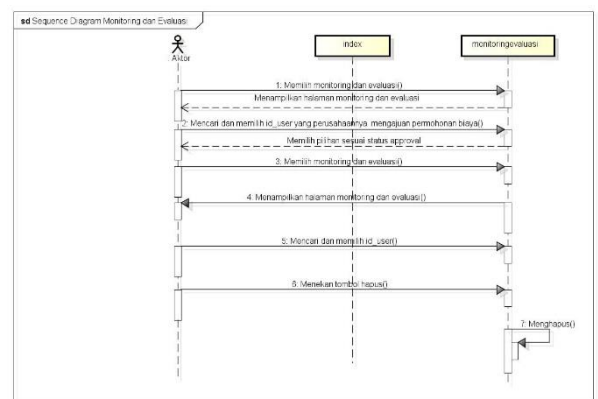 sd Sequence Diagram Monitoring dan Evaluasi
Aktor
index
monitoringevaluasi
1: Memilih monitoring dan evaluasi()
Menampilkan halaman monitoring dan evaluasi
2: Mencari dan memilih id_user yang perusahaannya mengajuan permohonan biaya()
Memilih pilihan sesuai status approval
3: Memilih monitoring dan evaluasi()
4: Menampilkan halaman monitoring dan evaluasi()
5: Mencari dan memilih id_user()
6: Menekan tombol hapus()
7: Menghapus()